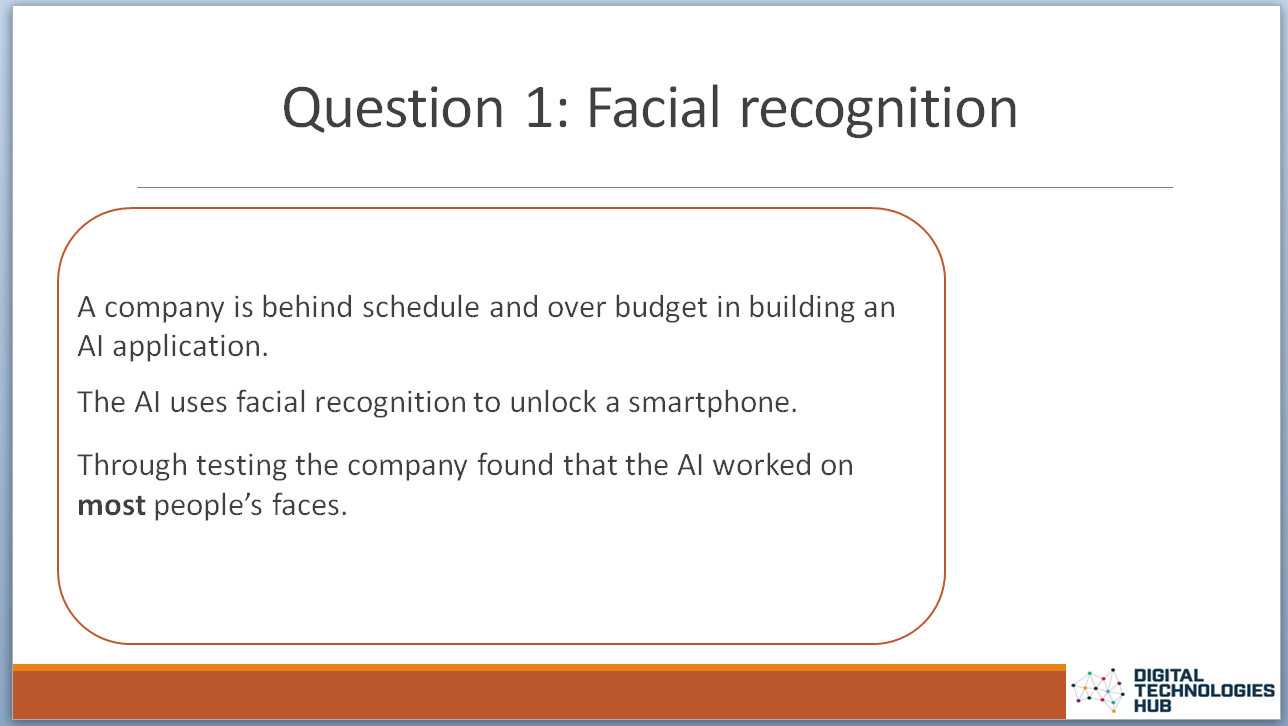 Question 1: Facial recognition
A company is behind schedule and over budget in building an
AI application.
The AI uses facial recognition to unlock a smartphone.
Through testing the company found that the AI worked on
most people’s faces.
DIGITAL
TECHNOLOGIES
HUB